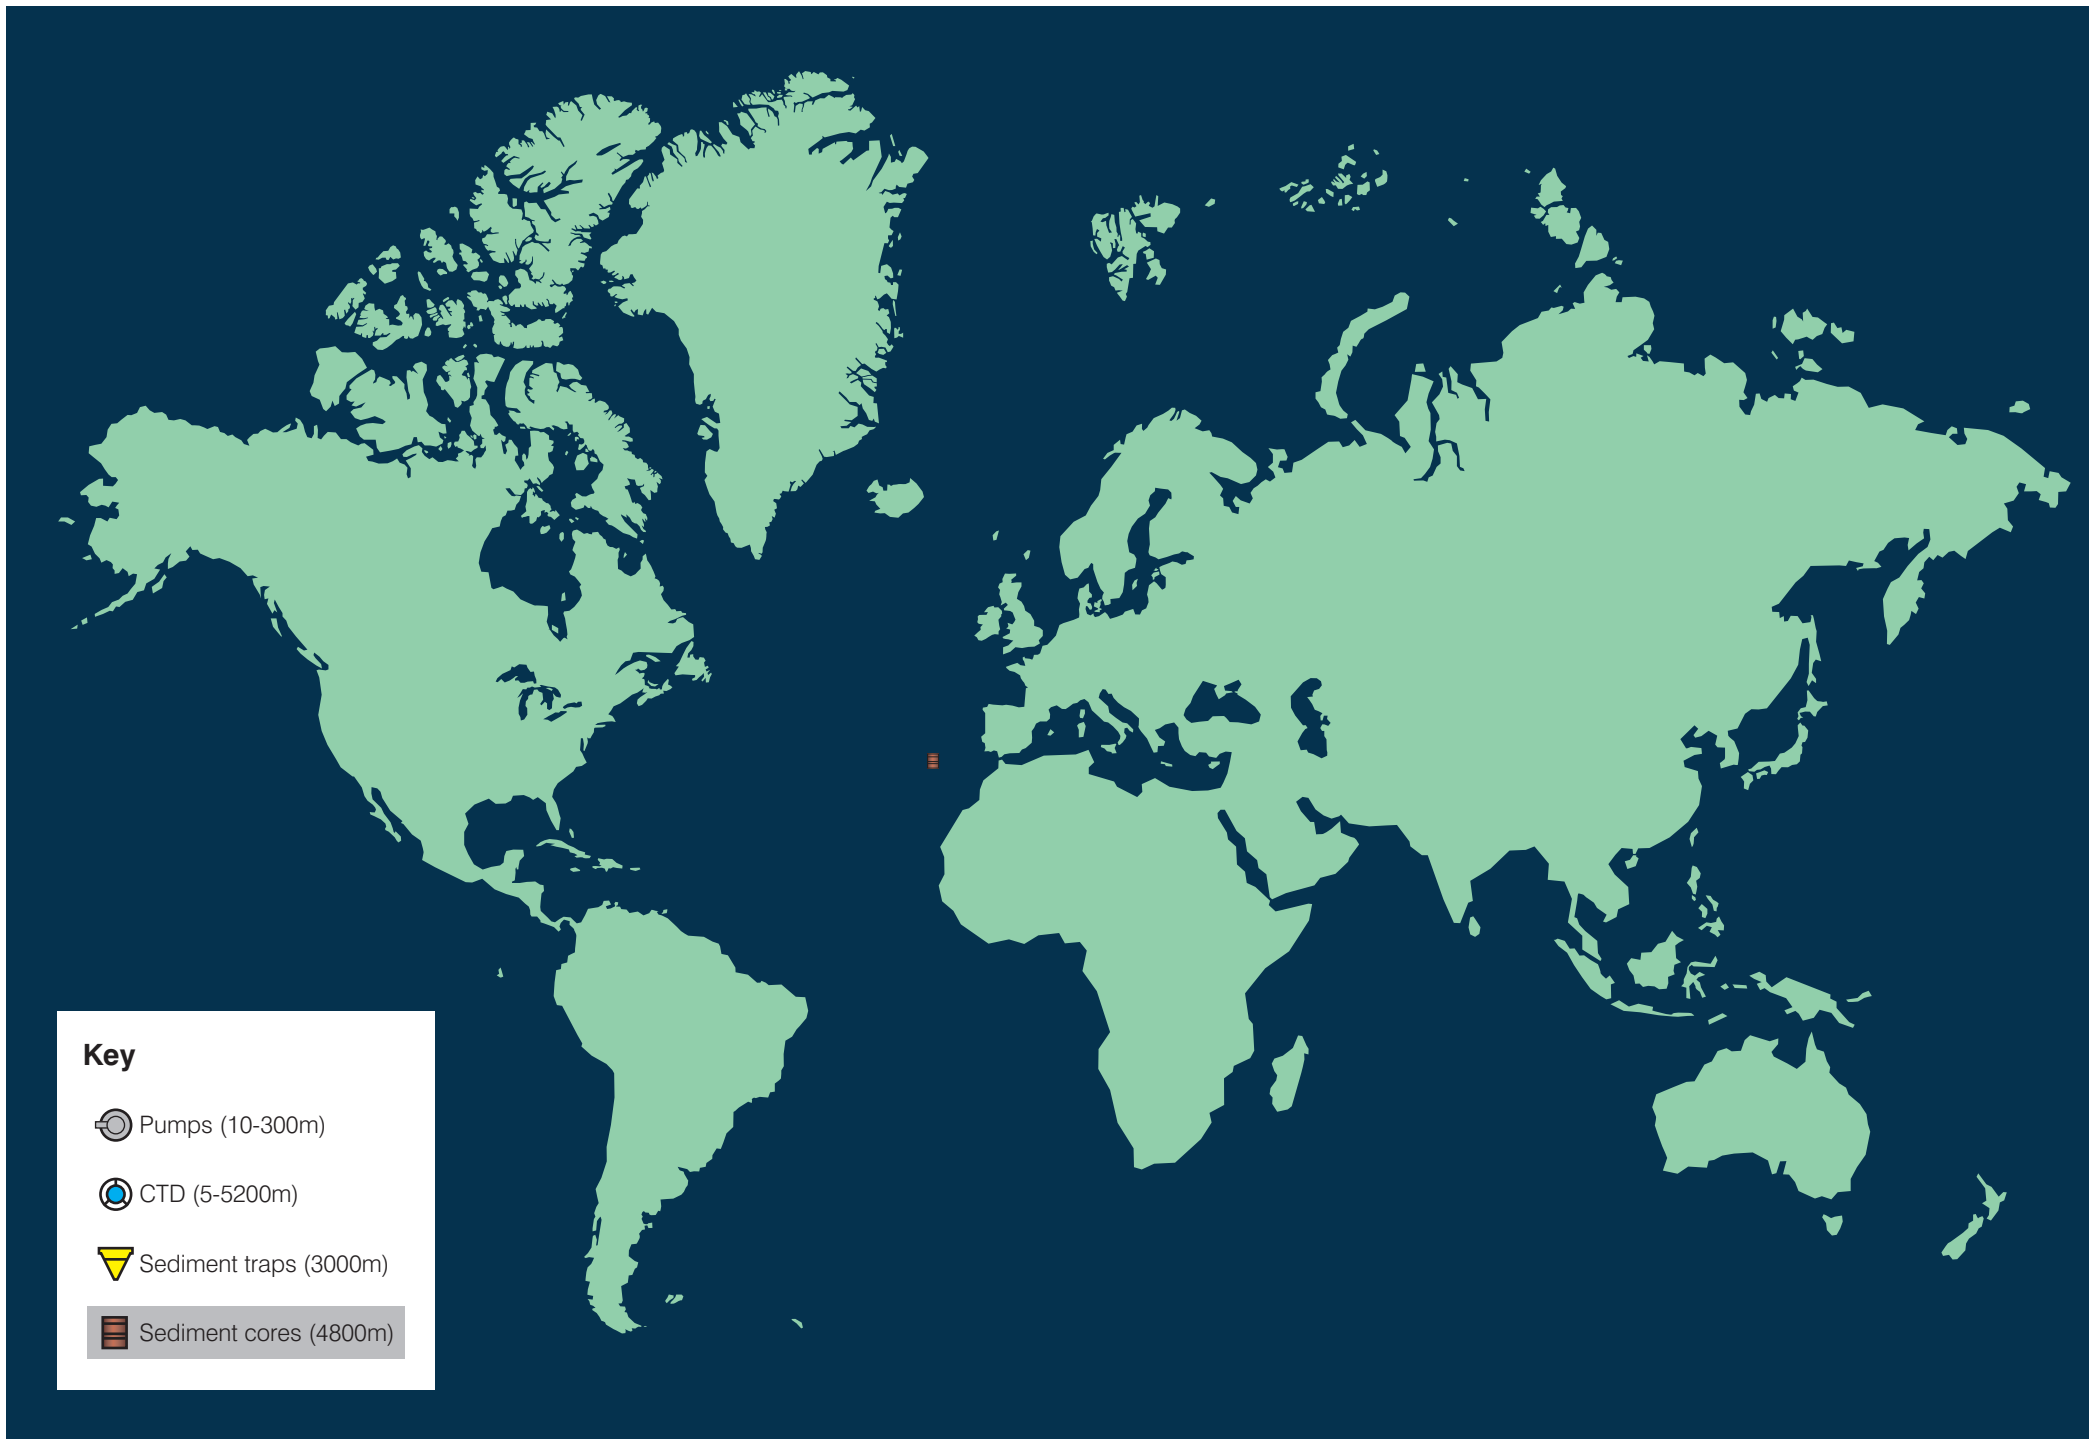 Key
Pumps (10-300m)
CTD (5-5200m)
Sediment traps (3000m)
Sediment cores (4800m)